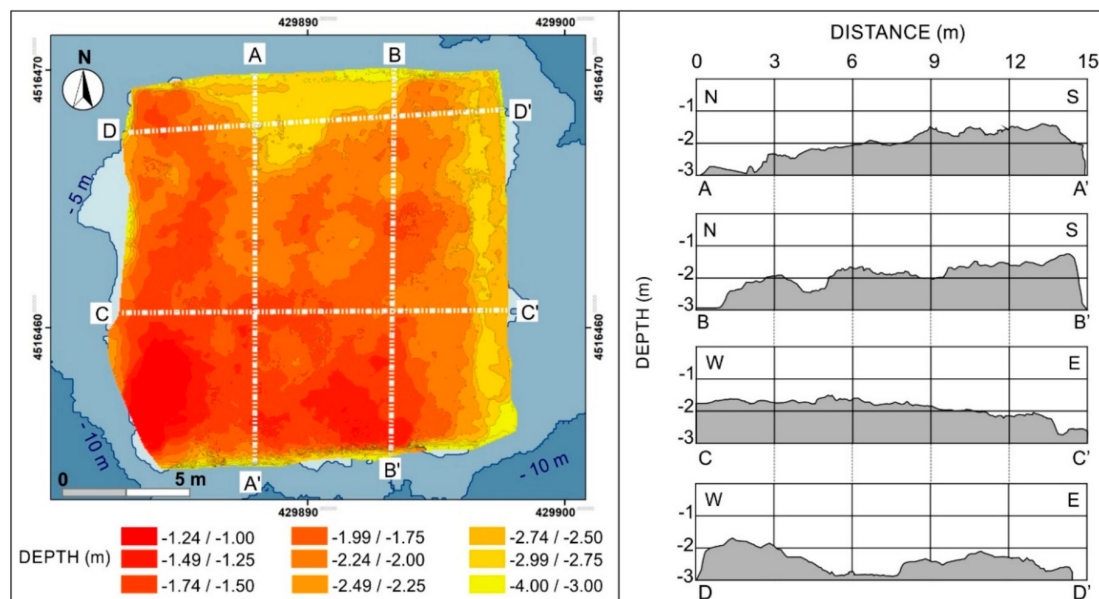 429890
429900
4516470
4516470
N
A
B
D
D'
- 5 m
C
C'
4516460
4516460
- 10 m
- 10 m
A'
B'
0 5 m
DEPTH (m)
-1.24 / -1.00
-1.49 / -1.25
-1.74 / -1.50
-1.99 / -1.75
-2.24 / -2.00
-2.49 / -2.25
-2.74 / -2.50
-2.99 / -2.75
-4.00 / -3.00
429890
429900
DISTANCE (m)
0 3 6 9 12 15
DEPTH (m)
N S
-1
-2
-3
A A'
N S
-1
-2
-3
B B'
W E
-1
-2
-3
C C'
W E
-1
-2
-3
D D'